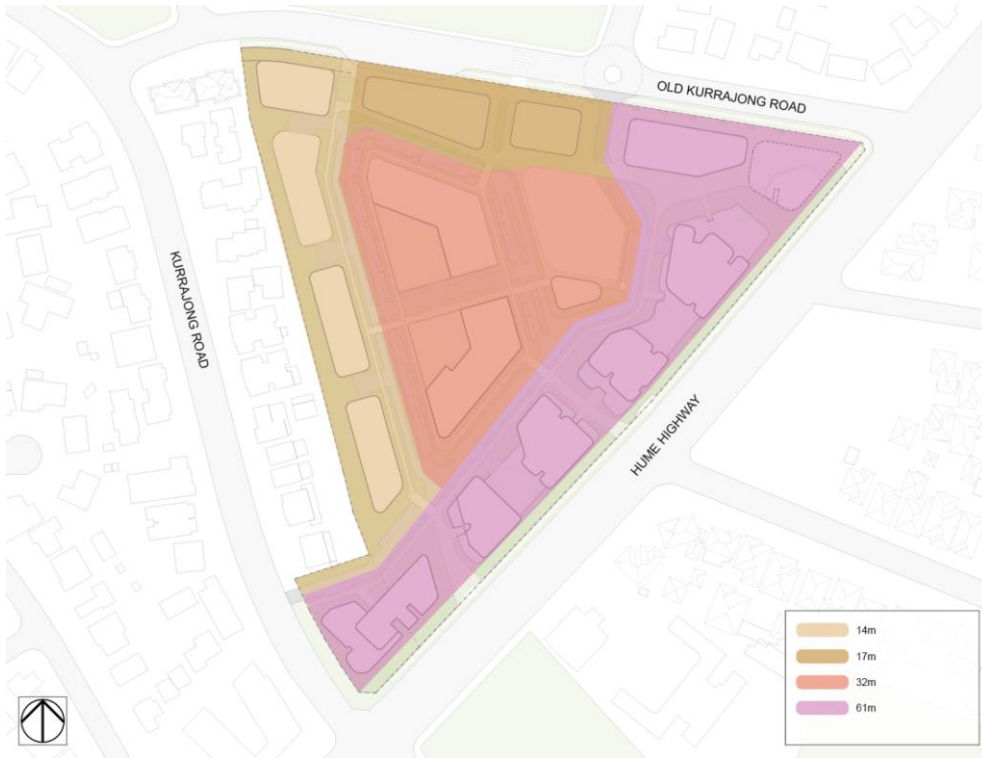 OLD KURRAJONG ROAD
KURRAJONG ROAD
HUME HIGHWAY
14m
17m
32m
61m